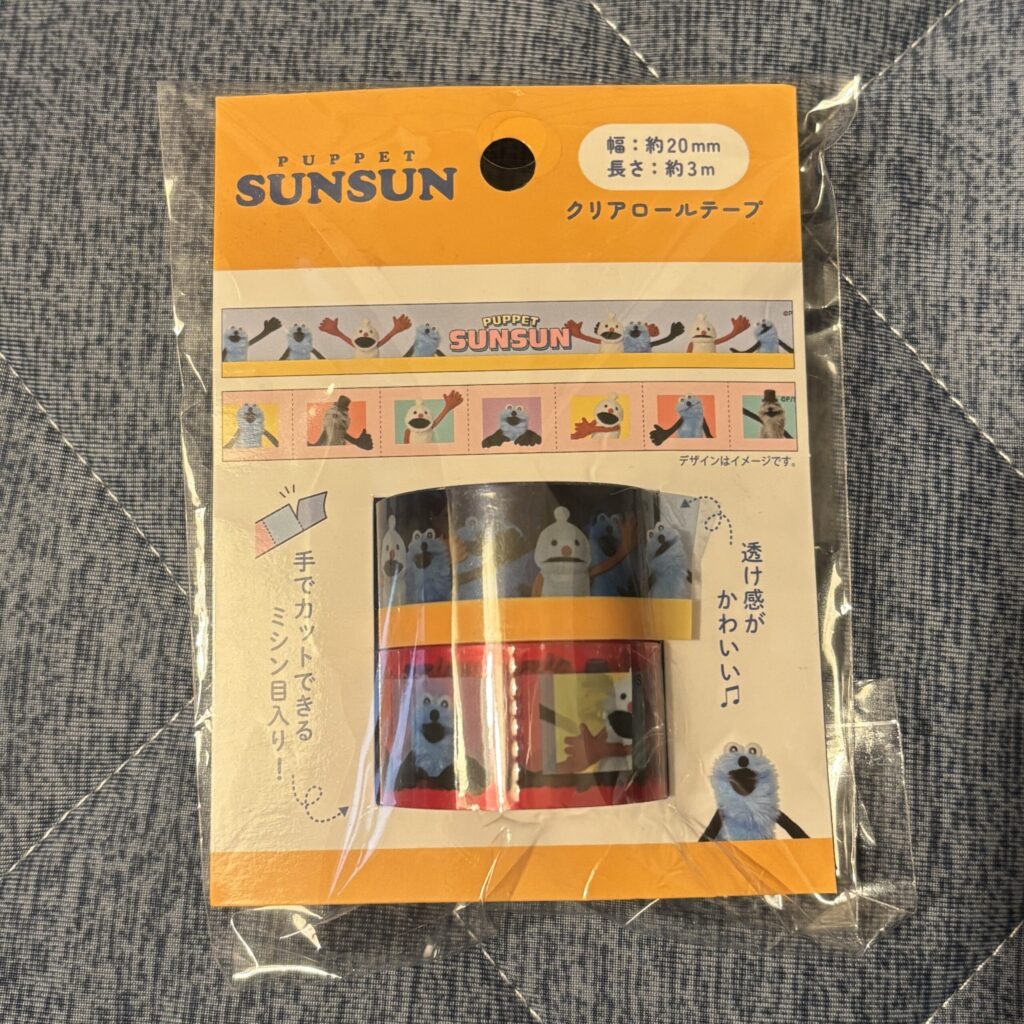 PUPPET
SUNSUN
幅：約20mm
長さ：約3m
クリアロールテープ
PUPPET
SUNSUN
©P
©P/S
デザインはイメージです。
手でカットできる
ミシン目入り！
透け感が
かわいい♫